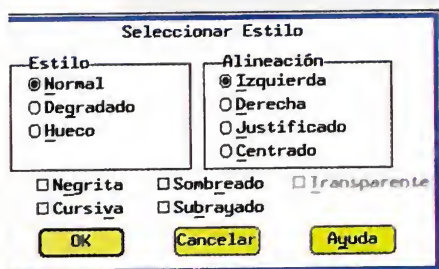 Seleccionar Estilo
Estilo
Normal
Degradado
Hueco
Alineación
Izquierda
Derecha
Justificado
Centrado
Negrita
Sombreado
Transparente
Cursiva
Subrayado
OK
Cancelar
Ayuda